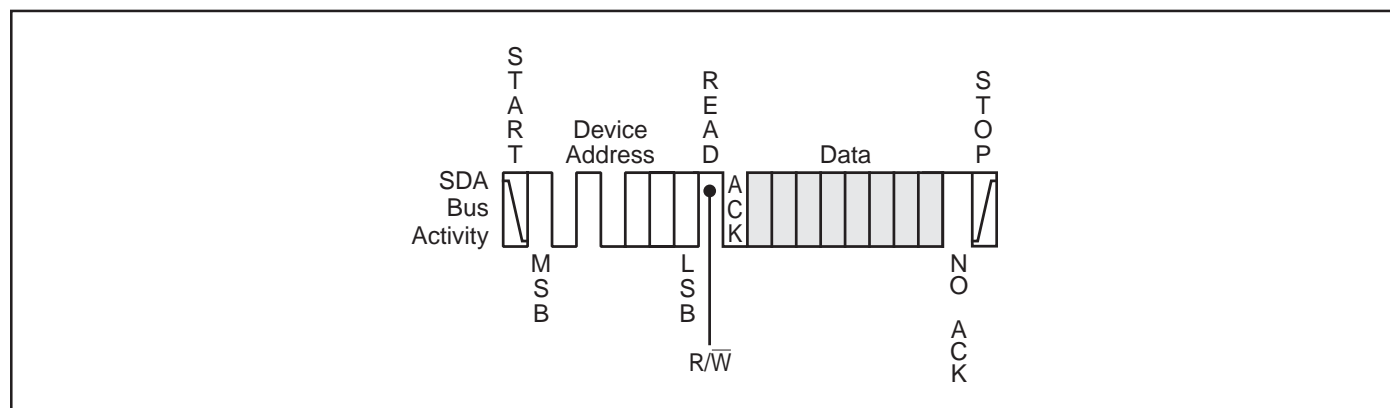 START
Device
Address
READ
Data
STOP
SDA
Bus
Activity
ACK
MSB
LSB
R/W̅
NO ACK